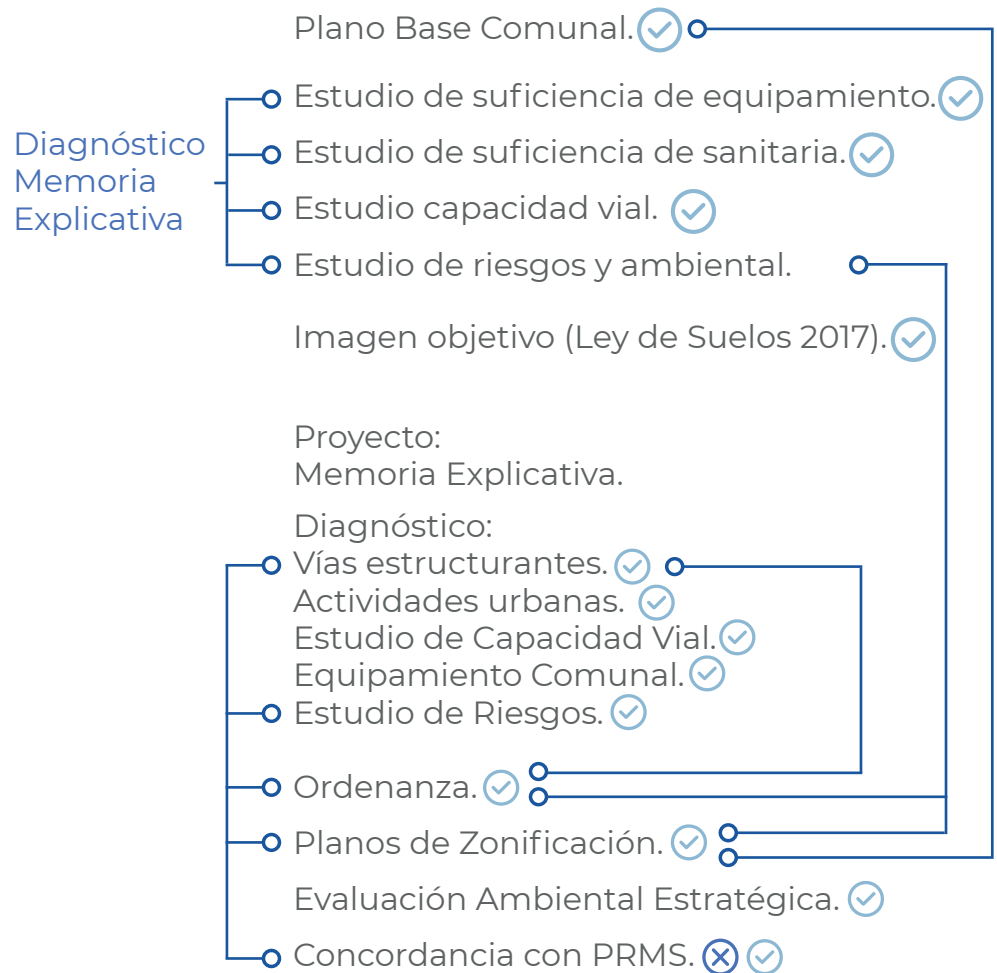 Plano Base Comunal.
Diagnóstico
Memoria
Explicativa
Estudio de suficiencia de equipamiento.
Estudio de suficiencia de sanitaria.
Estudio capacidad vial.
Estudio de riesgos y ambiental.
Imagen objetivo (Ley de Suelos 2017).
Proyecto:
Memoria Explicativa.
Diagnóstico:
Vías estructurantes.
Actividades urbanas.
Estudio de Capacidad Vial.
Equipamiento Comunal.
Estudio de Riesgos.
Ordenanza.
Planos de Zonificación.
Evaluación Ambiental Estratégica.
Concordancia con PRMS.